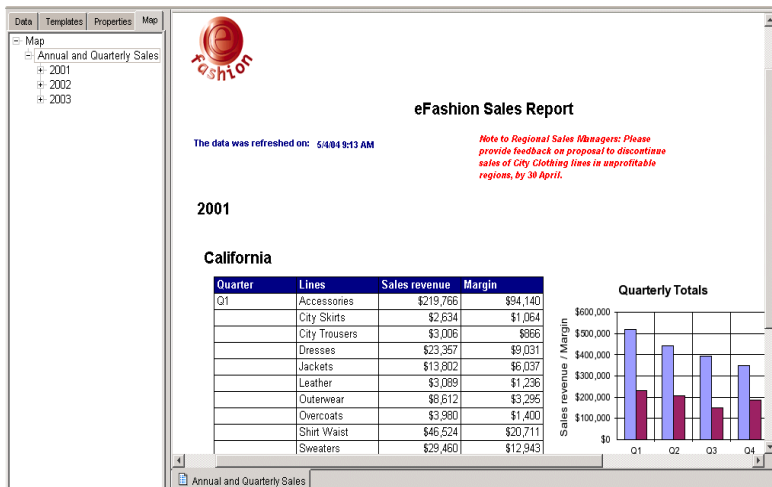 Data Templates Properties Map
Map
Annual and Quarterly Sales
2001
2002
2003
e
fashion
eFashion Sales Report
The data was refreshed on: 5/4/04 9:13 AM
Note to Regional Sales Managers: Please
provide feedback on proposal to discontinue
sales of City Clothing lines in unprofitable
regions, by 30 April.
2001
California
Quarter Lines Sales revenue Margin
Q1 Accessories $219,766 $94,140
City Skirts $2,634 $1,064
City Trousers $3,006 $866
Dresses $23,357 $9,031
Jackets $13,802 $6,037
Leather $3,089 $1,236
Outerwear $8,612 $3,295
Overcoats $3,980 $1,400
Shirt Waist $46,524 $20,711
Sweaters $29,460 $12,943
Quarterly Totals
Sales revenue / Margin
$600,000
$500,000
$400,000
$300,000
$200,000
$100,000
$0
Q1 Q2 Q3 Q4
Annual and Quarterly Sales